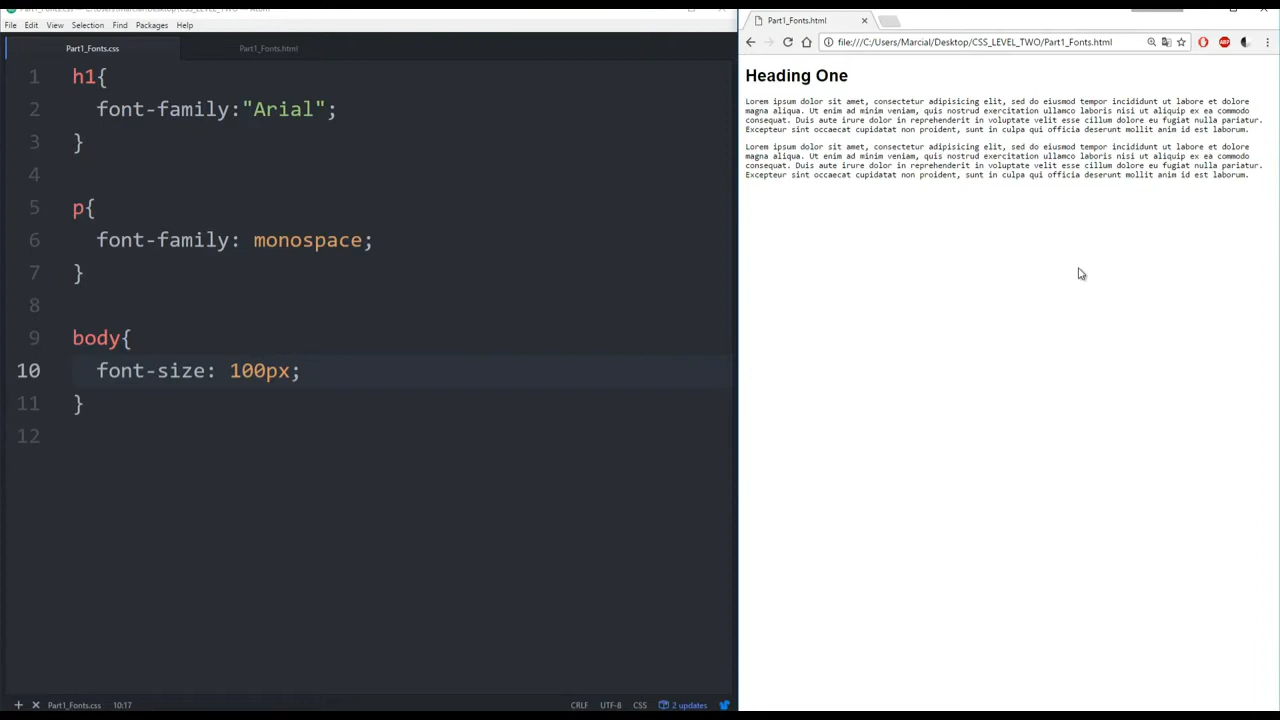 File Edit View Selection Find Packages Help
Part1_Fonts.css
Part1_Fonts.html
1 h1{
2 font-family:"Arial";
3 }
4
5 p{
6 font-family: monospace;
7 }
8
9 body{
10 font-size: 100px;
11 }
12
Part1_Fonts.css 10:17
CRLF UTF-8 CSS 2 updates
Part1_Fonts.html
file:///C:/Users/Marcial/Desktop/CSS_LEVEL_TWO/Part1_Fonts.html
ABP
Heading One
Lorem ipsum dolor sit amet, consectetur adipisicing elit, sed do eiusmod tempor incididunt ut labore et dolore
magna aliqua. Ut enim ad minim veniam, quis nostrud exercitation ullamco laboris nisi ut aliquip ex ea commodo
consequat. Duis aute irure dolor in reprehenderit in voluptate velit esse cillum dolore eu fugiat nulla pariatur.
Excepteur sint occaecat cupidatat non proident, sunt in culpa qui officia deserunt mollit anim id est laborum.
Lorem ipsum dolor sit amet, consectetur adipisicing elit, sed do eiusmod tempor incididunt ut labore et dolore
magna aliqua. Ut enim ad minim veniam, quis nostrud exercitation ullamco laboris nisi ut aliquip ex ea commodo
consequat. Duis aute irure dolor in reprehenderit in voluptate velit esse cillum dolore eu fugiat nulla pariatur.
Excepteur sint occaecat cupidatat non proident, sunt in culpa qui officia deserunt mollit anim id est laborum.